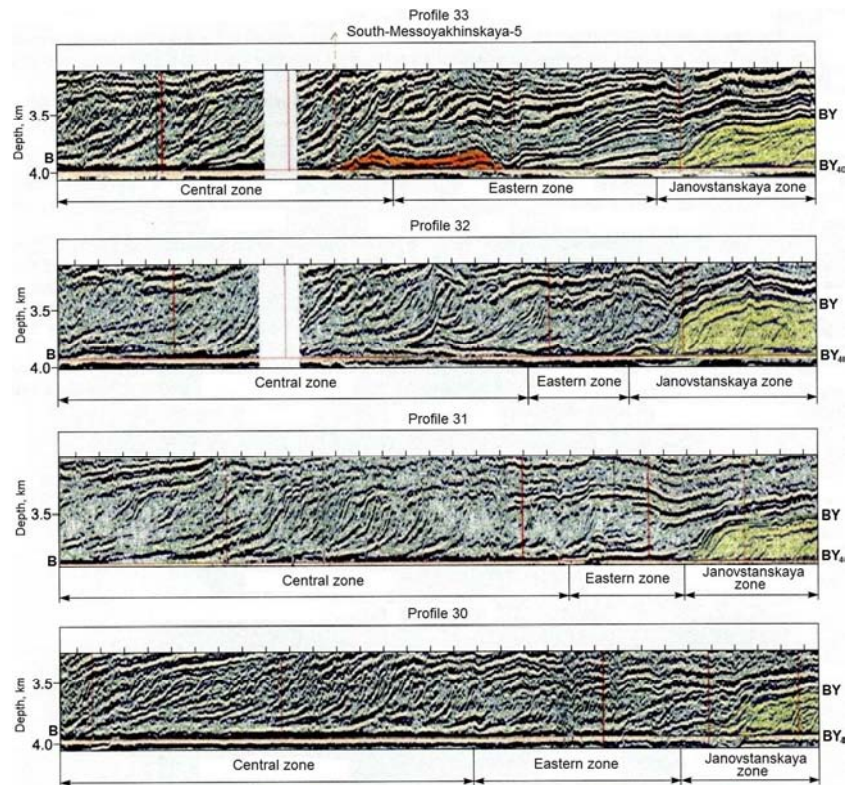 Profile 33
South-Messoyakhinskaya-5
Depth, km
3.5
B
4.0
BY
BY₄₀
Central zone
Eastern zone
Janovstanskaya zone
Profile 32
Depth, km
3.5
B
4.0
BY
Central zone
Eastern zone
Janovstanskaya zone
Profile 31
Depth, km
3.5
B
BY
Central zone
Eastern zone
Janovstanskaya
zone
Profile 30
Depth, km
3.5
B
4.0
BY
Central zone
Eastern zone
Janovstanskaya
zone